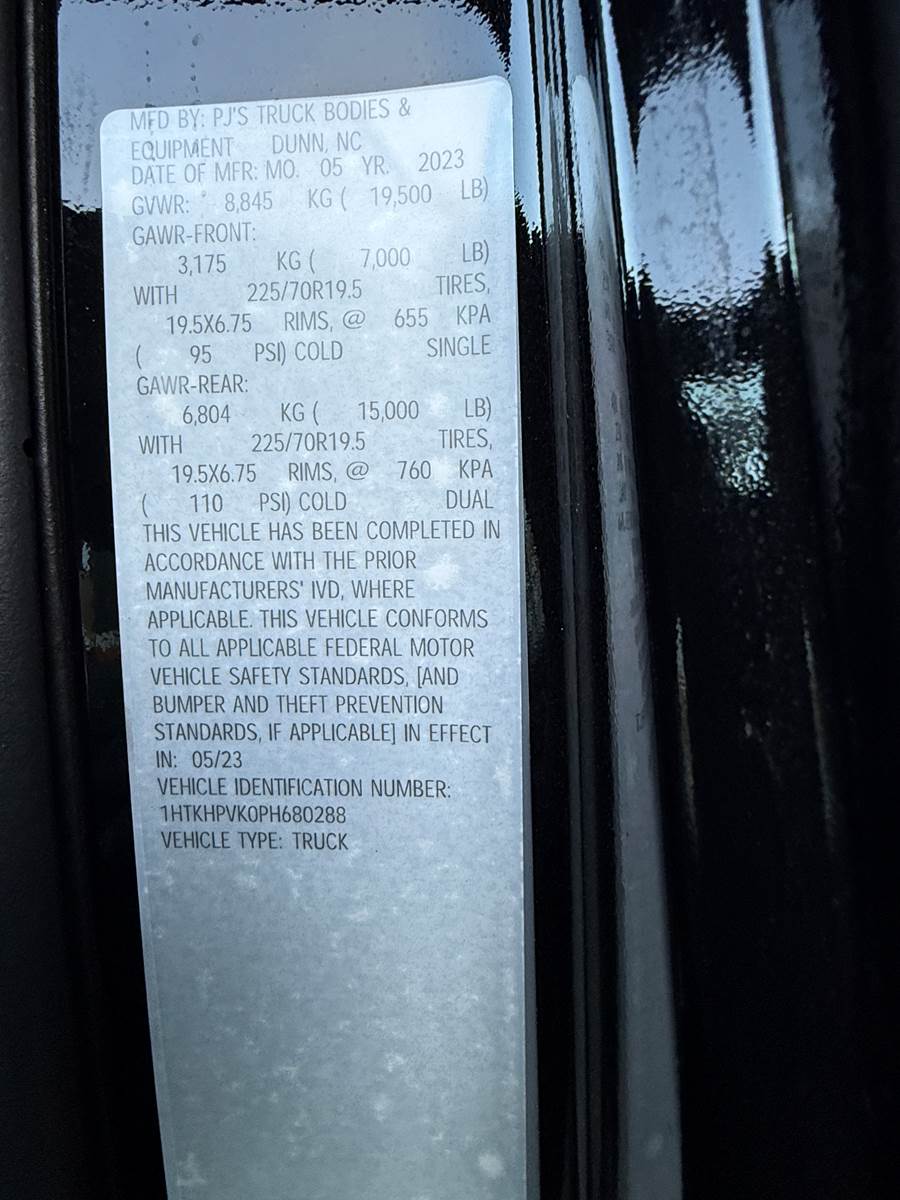 MFD BY: PJ'S TRUCK BODIES &
EQUIPMENT DUNN, NC
DATE OF MFR: MO. 05 YR. 2023
GVWR: 8,845 KG ( 19,500 LB)
GAWR-FRONT:
3,175 KG ( 7,000 LB)
WITH 225/70R19.5 TIRES,
19.5X6.75 RIMS, @ 655 KPA
( 95 PSI) COLD SINGLE
GAWR-REAR:
6,804 KG ( 15,000 LB)
WITH 225/70R19.5 TIRES,
19.5X6.75 RIMS, @ 760 KPA
( 110 PSI) COLD DUAL
THIS VEHICLE HAS BEEN COMPLETED IN
ACCORDANCE WITH THE PRIOR
MANUFACTURERS' IVD, WHERE
APPLICABLE. THIS VEHICLE CONFORMS
TO ALL APPLICABLE FEDERAL MOTOR
VEHICLE SAFETY STANDARDS, [AND
BUMPER AND THEFT PREVENTION
STANDARDS, IF APPLICABLE] IN EFFECT
IN: 05/23
VEHICLE IDENTIFICATION NUMBER:
1HTKHPVK0PH680288
VEHICLE TYPE: TRUCK